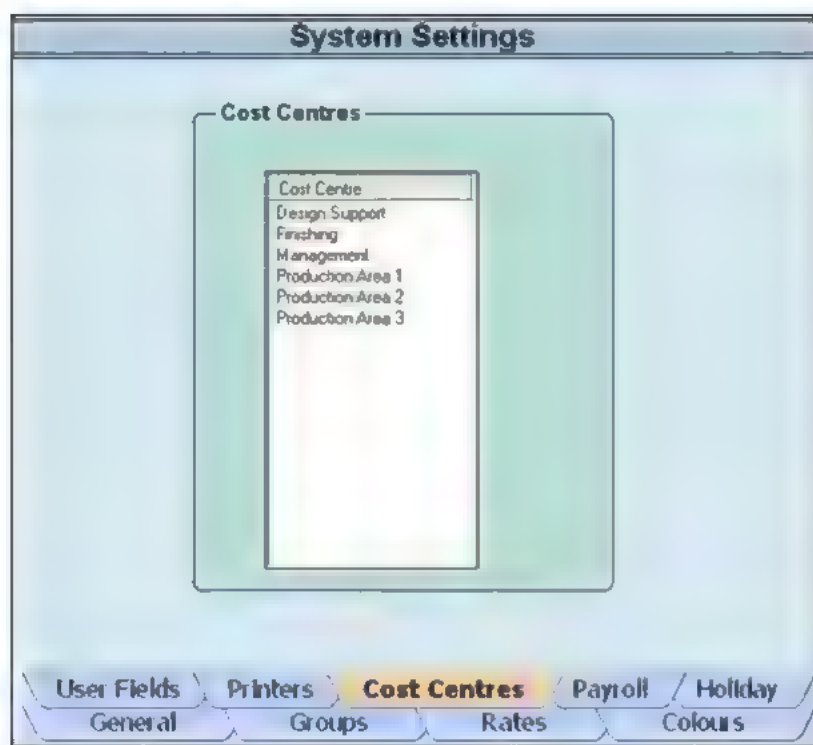 System Settings
Cost Centres
Cost Centre
Design Support
Finishing
Management
Production Area 1
Production Area 2
Production Area 3
User Fields Printers Cost Centres Payroll Holiday
General Groups Rates Colours